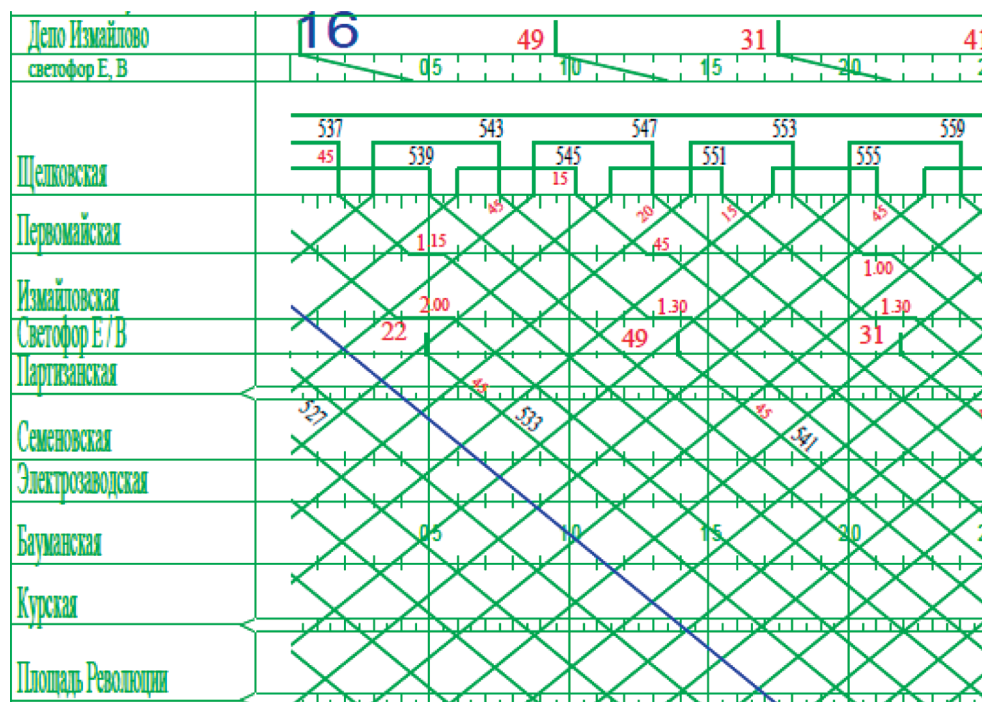 16
Депо Измайлово 49 31 41
светофор Е, В 05 10 15 20 2
537 543 547 553 559
45 539 545 551 555
Щелковская 15
45 20 15 45
Первомайская 1.15 45
1.00
Измайловская 2.00 1.30 1.30
Светофор Е / В 22 49 31
Партизанская 45
527 533 45 541
Семеновская
Электрозаводская
05 10 15 20 2
Бауманская
Курская
Площадь Революции